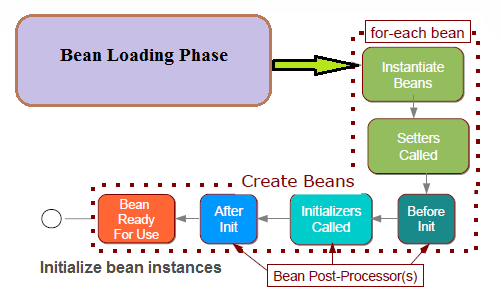 for-each bean
Bean Loading Phase
Instantiate
Beans
Setters
Called
Create Beans
Bean
Ready
For Use
After
Init
Initializers
Called
Before
Init
Initialize bean instances
Bean Post-Processor(s)